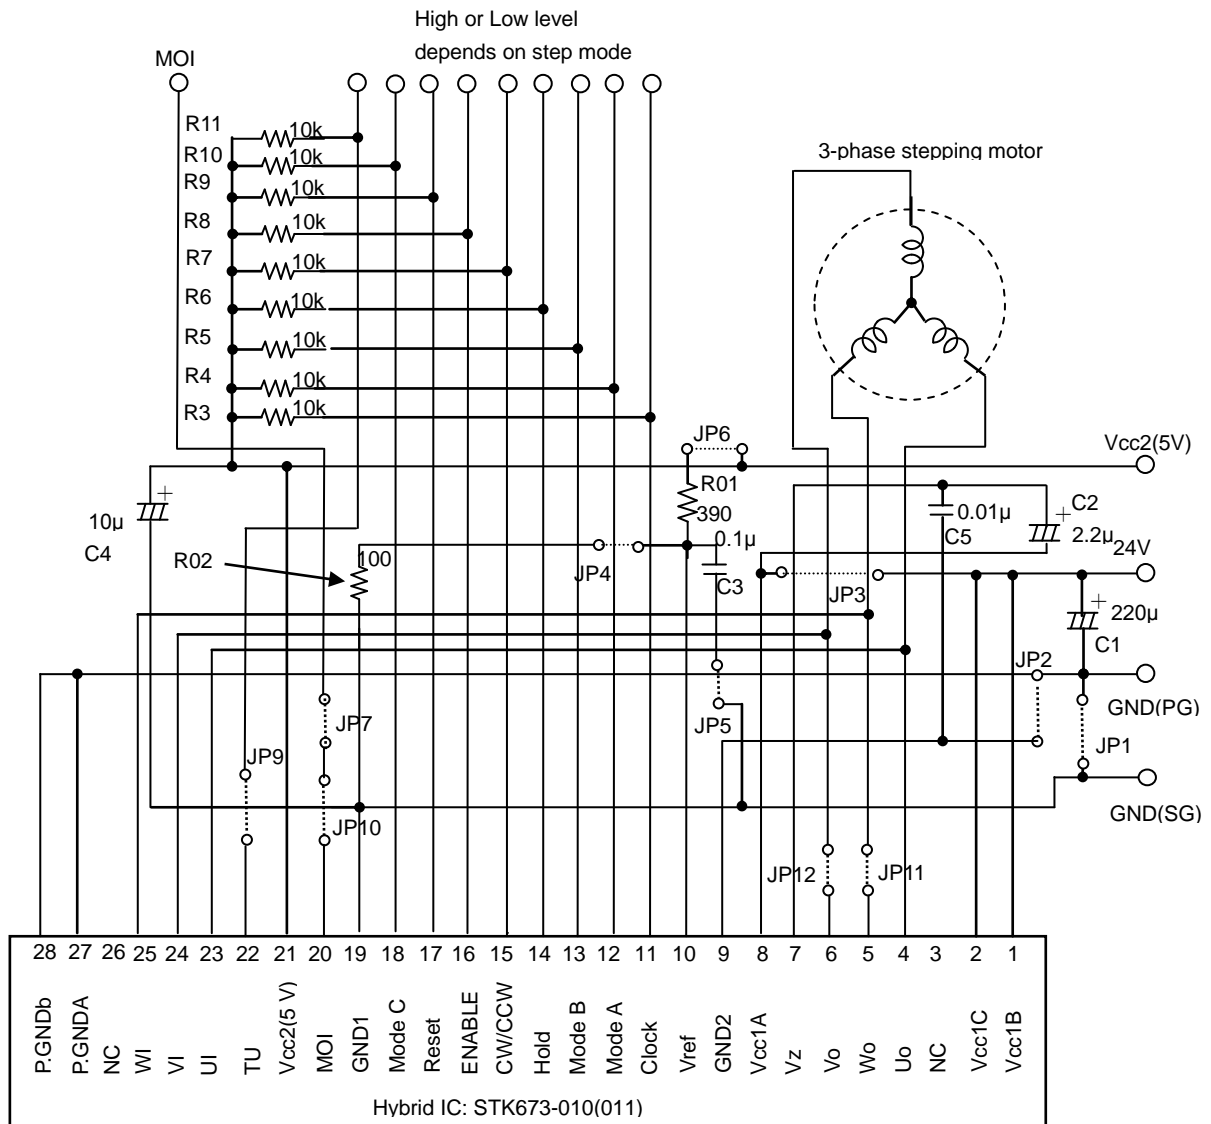 High or Low level
depends on step mode
MOI
R11
10k
R10
10k
R9
10k
R8
10k
R7
10k
R6
10k
R5
10k
R4
10k
R3
10k
3-phase stepping motor
JP6
Vcc2(5V)
R01
390
+
10µ
C4
R02
100
JP4
0.1µ
C3
0.01µ
C5
+
C2
2.2µ
24V
JP3
+
220µ
C1
JP2
GND(PG)
JP1
GND(SG)
JP7
JP5
JP9
JP10
JP12
JP11
28 27 26 25 24 23 22 21 20 19 18 17 16 15 14 13 12 11 10 9 8 7 6 5 4 3 2 1
P.GNDb
P.GNDA
NC
WI
VI
UI
TU
Vcc2(5 V)
MOI
GND1
Mode C
Reset
ENABLE
CW/CCW
Hold
Mode B
Mode A
Clock
Vref
GND2
Vcc1A
Vz
Vo
Wo
Uo
NC
Vcc1C
Vcc1B
Hybrid IC: STK673-010(011)